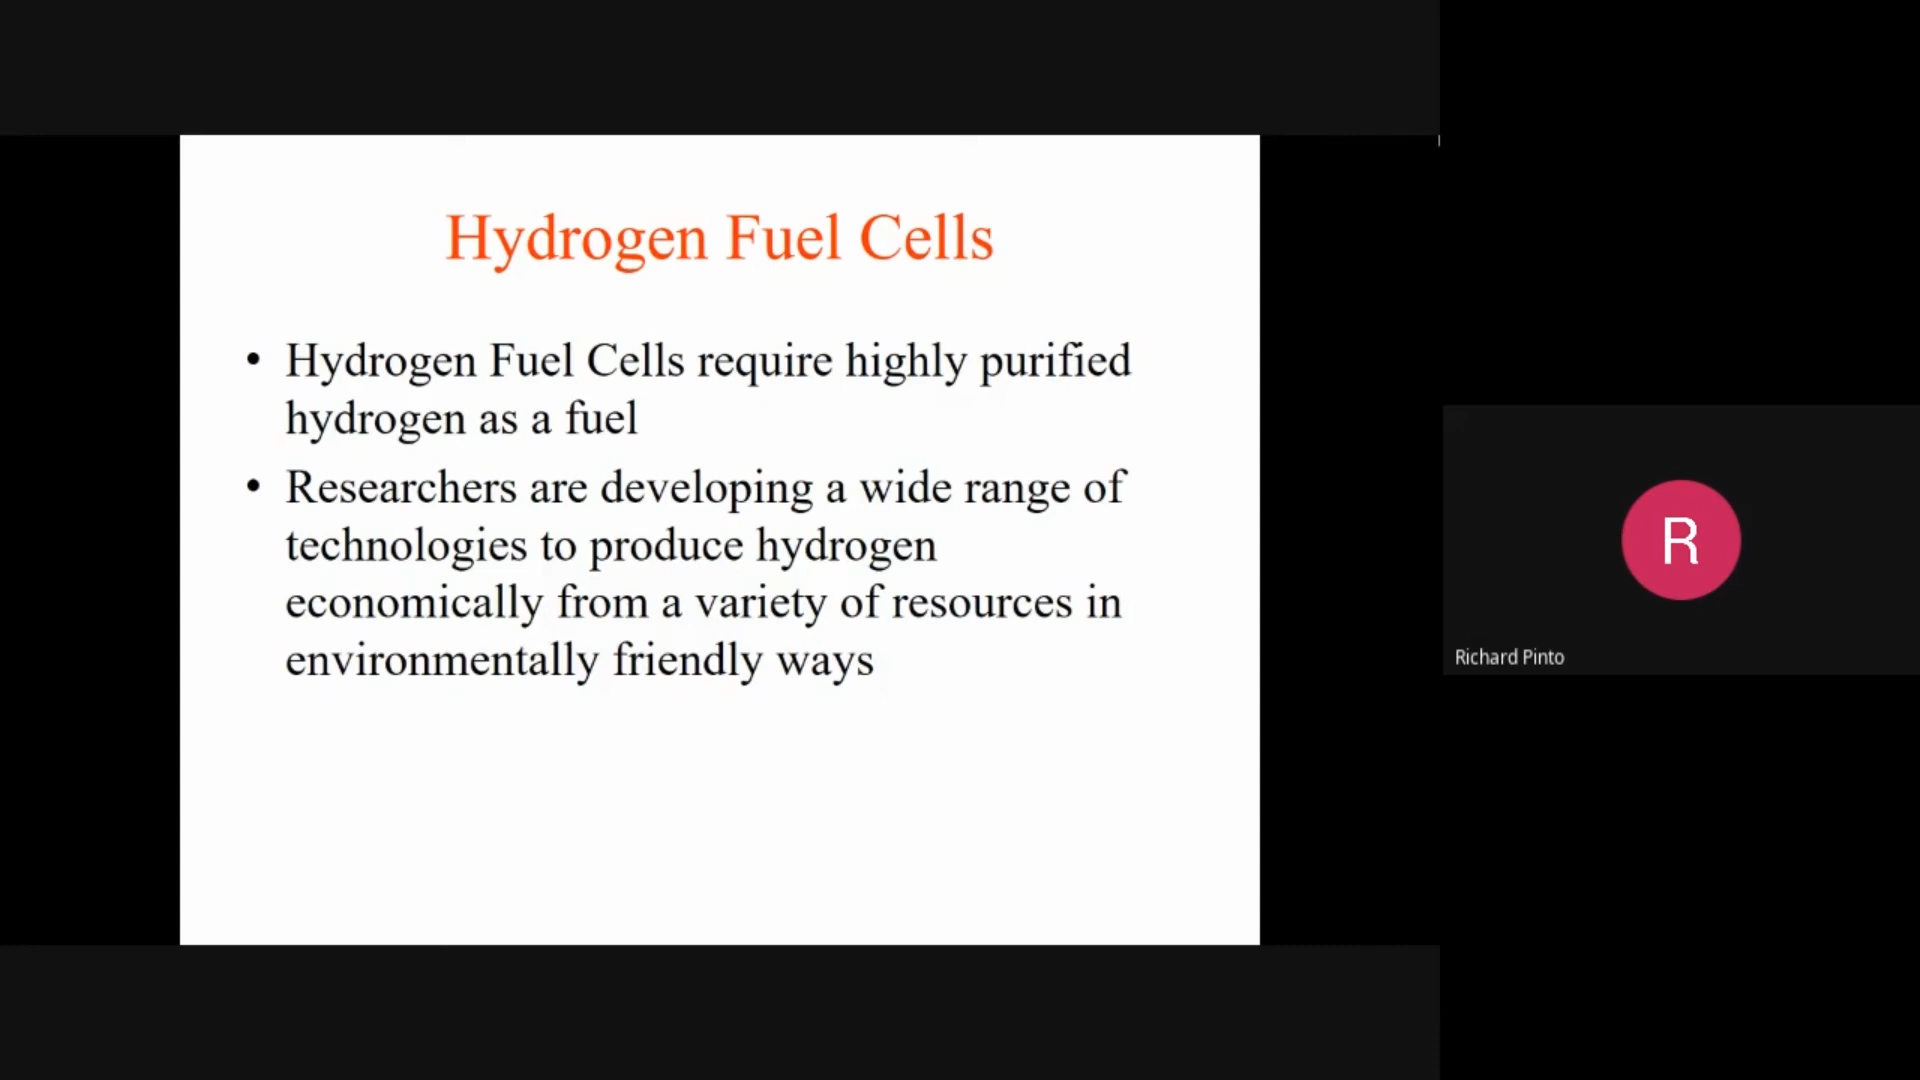 Hydrogen Fuel Cells
• Hydrogen Fuel Cells require highly purified
hydrogen as a fuel
• Researchers are developing a wide range of
technologies to produce hydrogen
economically from a variety of resources in
environmentally friendly ways
R
Richard Pinto